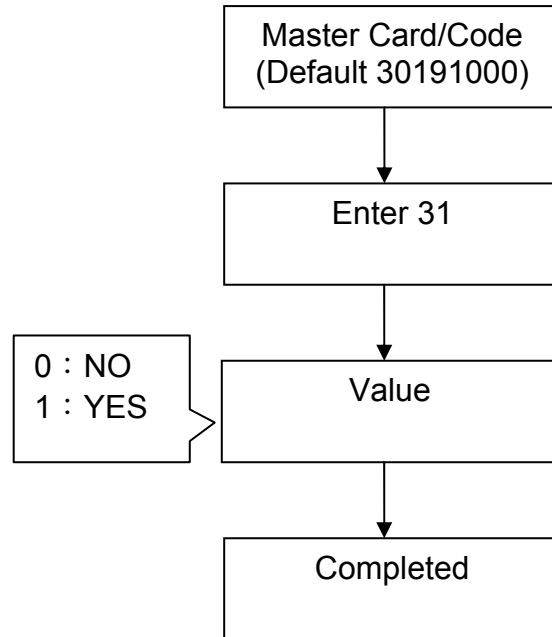 Master Card/Code
(Default 30191000)
Enter 31
0：NO
1：YES
Value
Completed